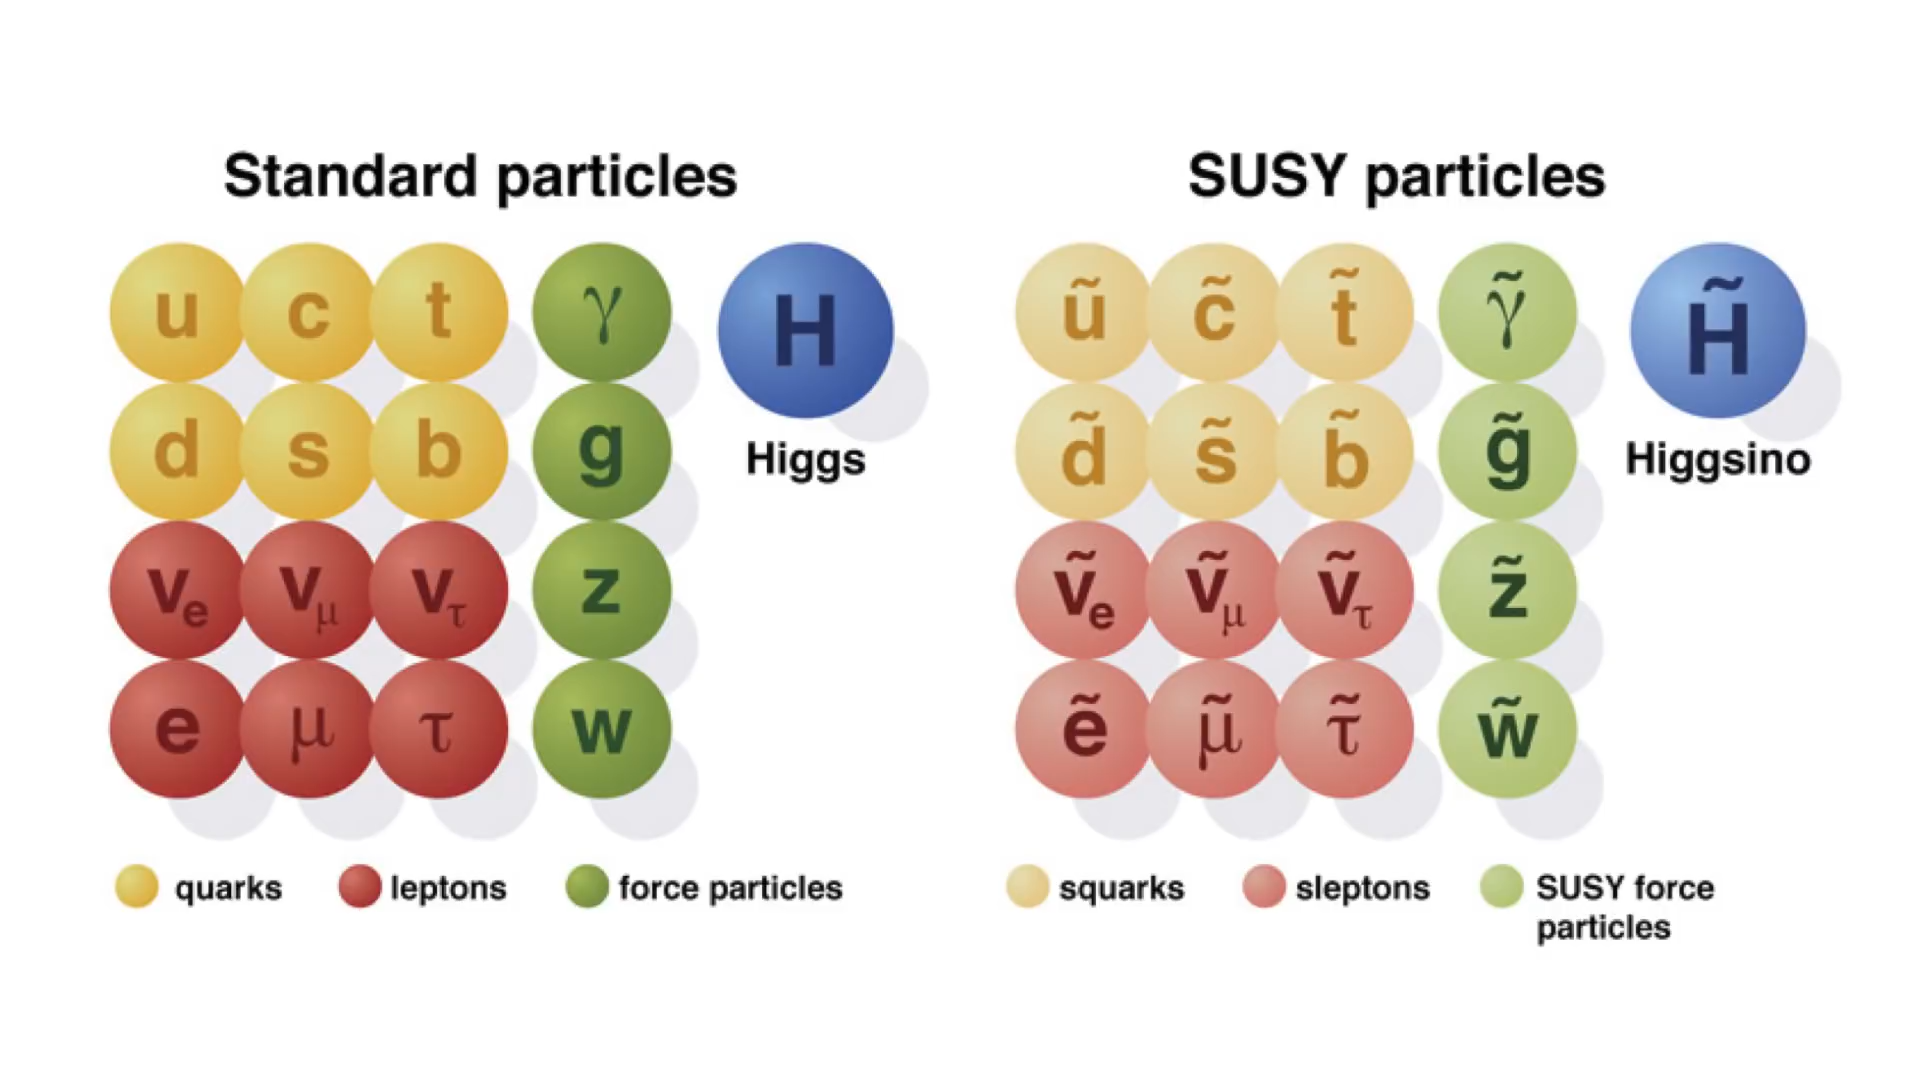 Standard particles
u c t γ H
d s b g
Higgs
νe νμ ντ z
e μ τ w
quarks leptons force particles
SUSY particles
ũ c̃ t̃ γ̃ H̃
d̃ s̃ b̃ g̃
Higgsino
ν̃e ν̃μ ν̃τ z̃
ẽ μ̃ τ̃ w̃
squarks sleptons SUSY force
particles